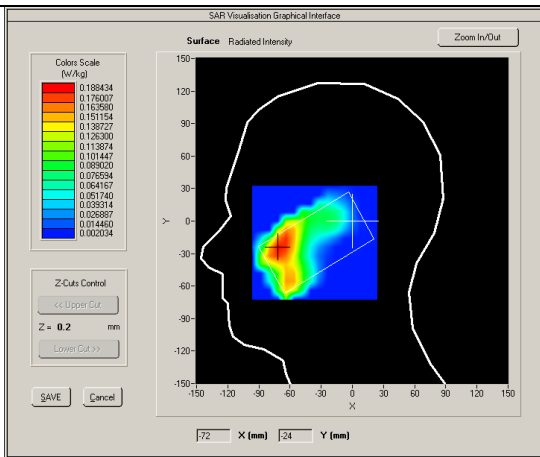 SAR Visualisation Graphical Interface
Surface Radiated Intensity
Zoom In/Out
Colors Scale
(W/kg)
0.188434
0.176007
0.163580
0.151154
0.138727
0.126300
0.113874
0.101447
0.089020
0.076594
0.064167
0.051740
0.039313
0.026887
0.014460
0.002034
Z-Cuts Control
<< Upper Cut
Z = 0.2 mm
Lower Cut >>
SAVE Cancel
150-
120-
90-
60-
30-
0-
-30-
-60-
-90-
-120-
-150-
Y
-150 -120 -90 -60 -30 0 30 60 90 120 150
X
-72 X (mm) -24 Y (mm)